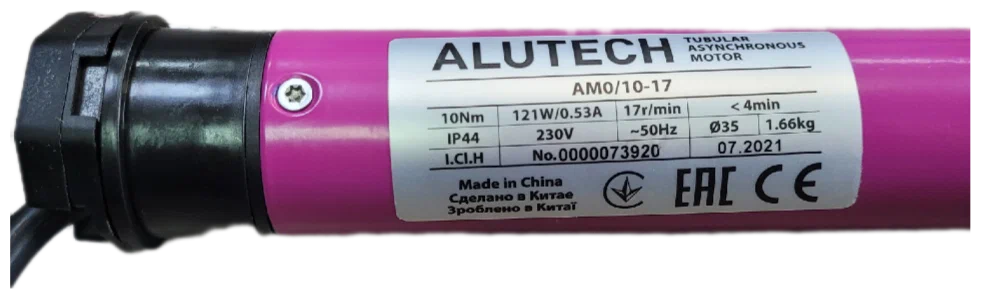 ALUTECH
TUBULAR
ASYNCHRONOUS
MOTOR
AM0/10-17
10Nm 121W/0.53A 17r/min < 4min
IP44 230V ~50Hz Ø35 1.66kg
I.Cl.H No.0000073920 07.2021
Made in China
Сделано в Китае
Зроблено в Китаї
EAC CE